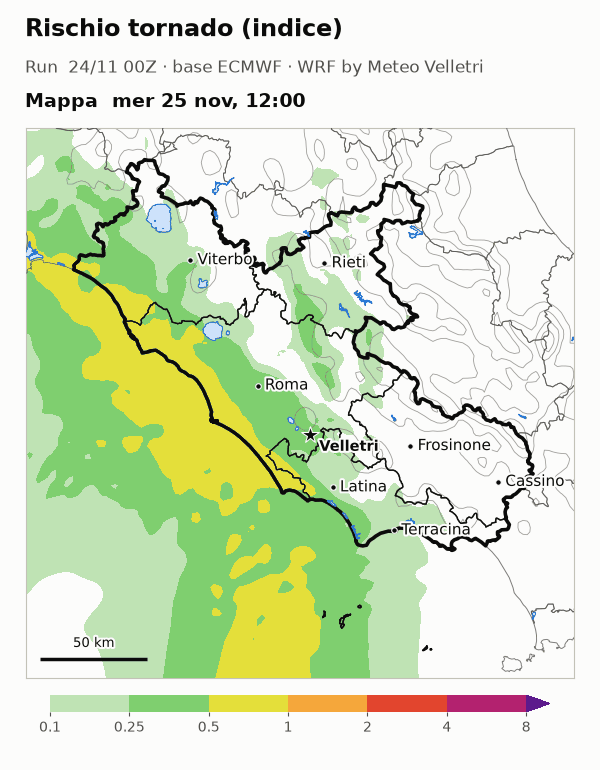 Rischio tornado (indice)
Run  24/11 00Z · base ECMWF · WRF by Meteo Velletri
Mappa  mer 25 nov, 12:00
Viterbo
Rieti
Roma
Velletri
Frosinone
Cassino
Latina
Terracina
50 km
0.1 0.25 0.5 1 2 4 8